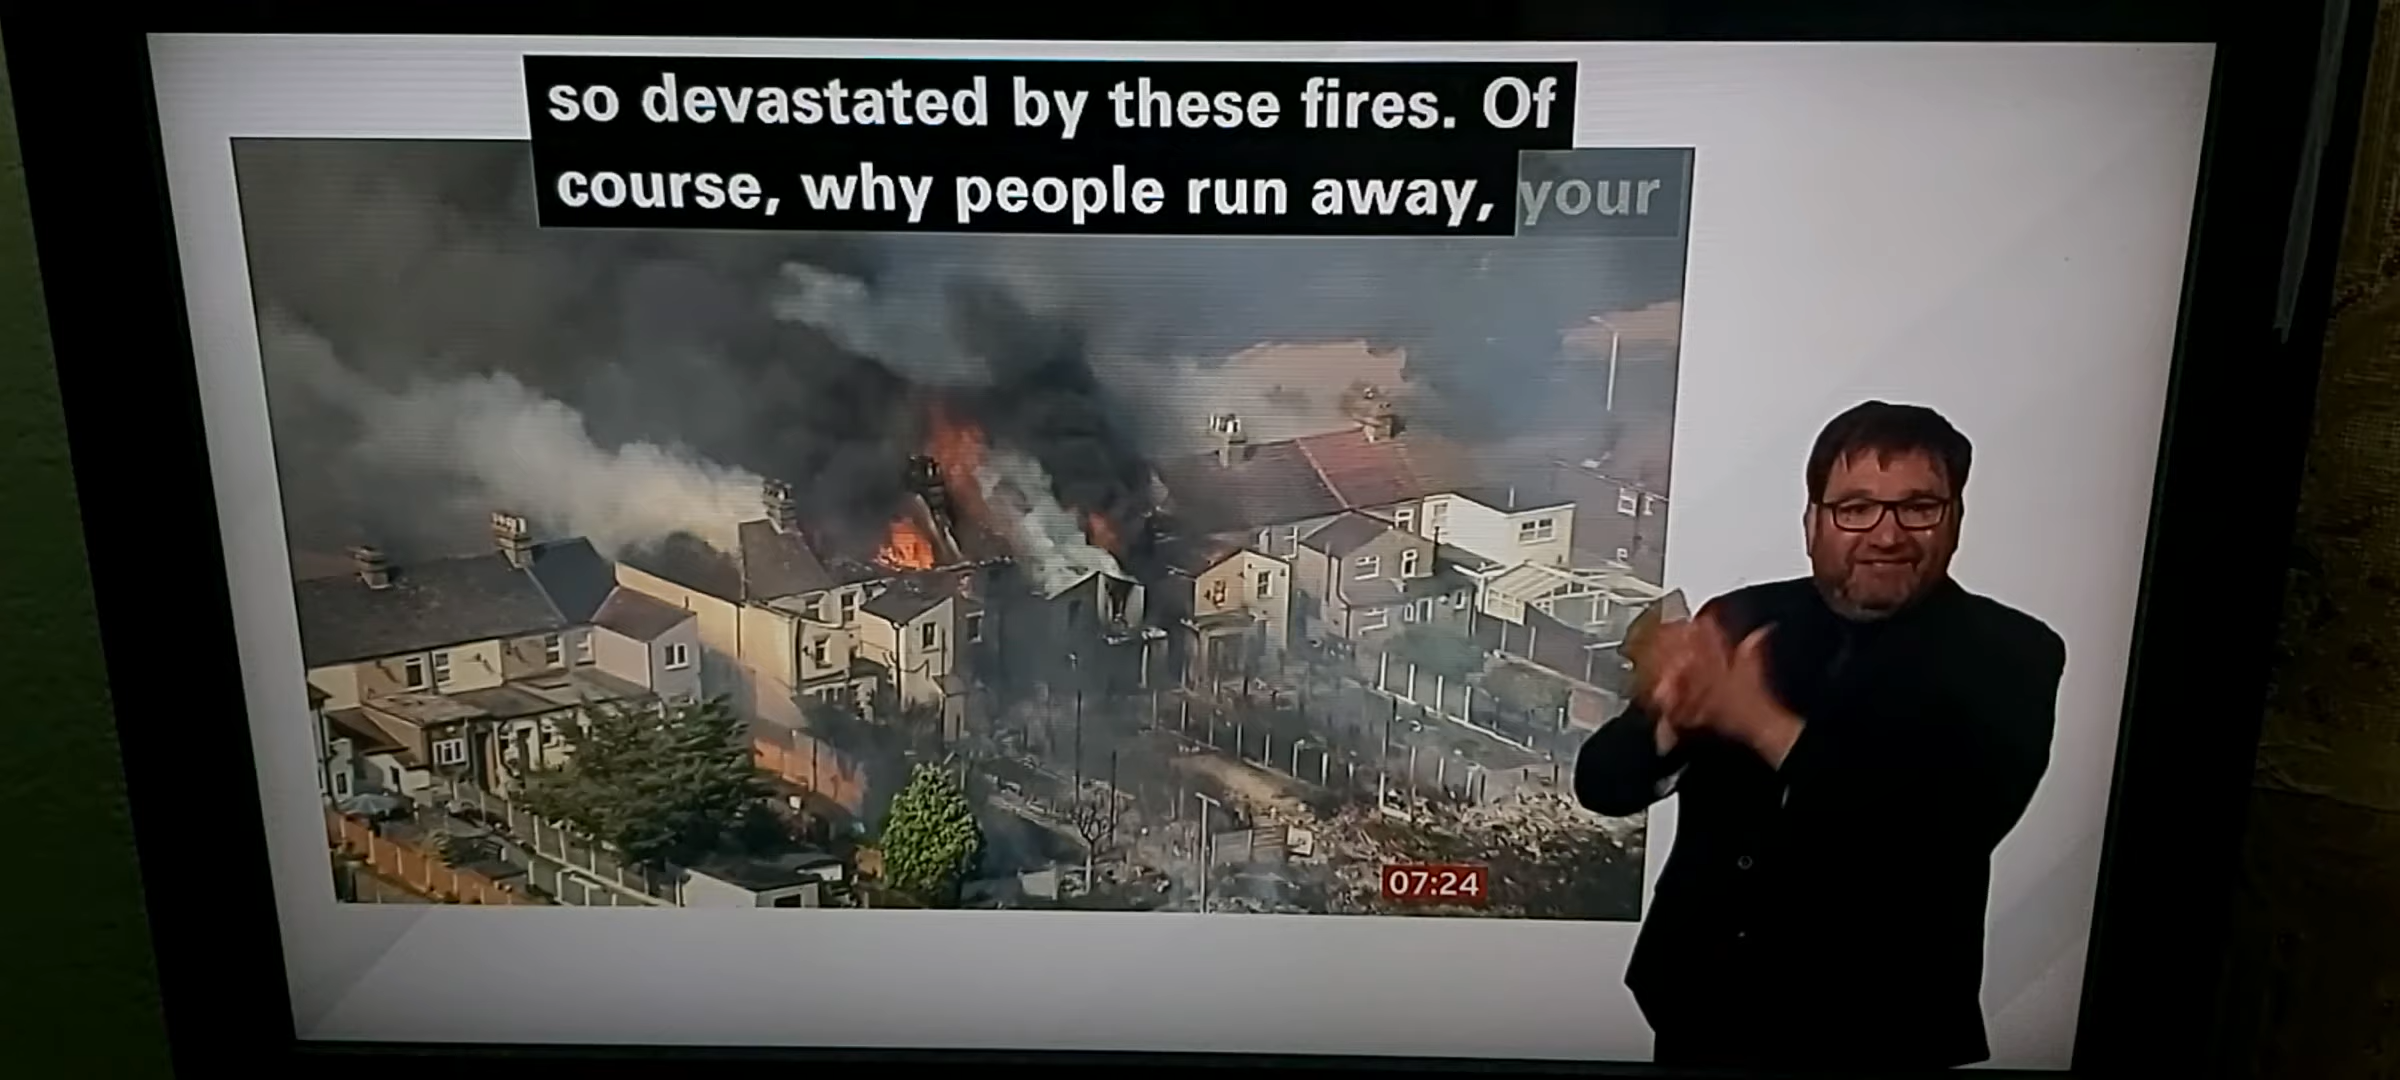 so devastated by these fires. Of
course, why people run away, your
07:24